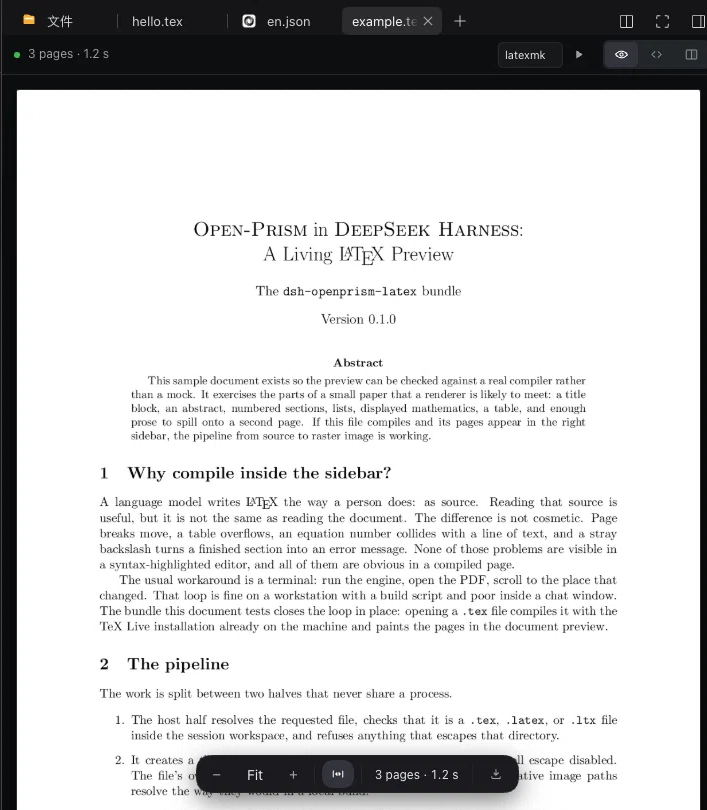 文件
hello.tex
en.json
example.te
3 pages · 1.2 s
latexmk
OPEN-PRISM in DEEPSEEK HARNESS:
A Living LATEX Preview
The dsh-openprism-latex bundle
Version 0.1.0
Abstract
This sample document exists so the preview can be checked against a real compiler rather
than a mock. It exercises the parts of a small paper that a renderer is likely to meet: a title
block, an abstract, numbered sections, lists, displayed mathematics, a table, and enough
prose to spill onto a second page. If this file compiles and its pages appear in the right
sidebar, the pipeline from source to raster image is working.
1 Why compile inside the sidebar?
A language model writes LATEX the way a person does: as source. Reading that source is
useful, but it is not the same as reading the document. The difference is not cosmetic. Page
breaks move, a table overflows, an equation number collides with a line of text, and a stray
backslash turns a finished section into an error message. None of those problems are visible in
a syntax-highlighted editor, and all of them are obvious in a compiled page.
The usual workaround is a terminal: run the engine, open the PDF, scroll to the place that
changed. That loop is fine on a workstation with a build script and poor inside a chat window.
The bundle this document tests closes the loop in place: opening a .tex file compiles it with the
TeX Live installation already on the machine and paints the pages in the document preview.
2 The pipeline
The work is split between two halves that never share a process.
1. The host half resolves the requested file, checks that it is a .tex, .latex, or .ltx file
inside the session workspace, and refuses anything that escapes that directory.
2. It creates a escape disabled.
The file's image paths
resolve the way they would in a local build.
Fit
3 pages · 1.2 s